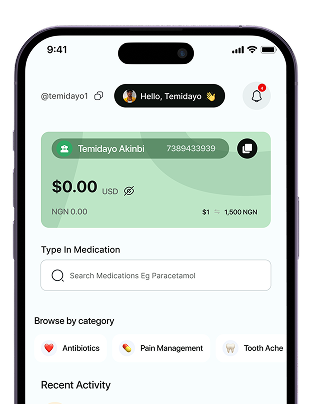 9:41
@temidayo1
Hello, Temidayo 👋
Temidayo Akinbi 7389433939
$0.00 USD
NGN 0.00 $1 ⇆ 1,500 NGN
Type In Medication
Search Medications Eg Paracetamol
Browse by category
Antibiotics Pain Management Tooth Ache
Recent Activity